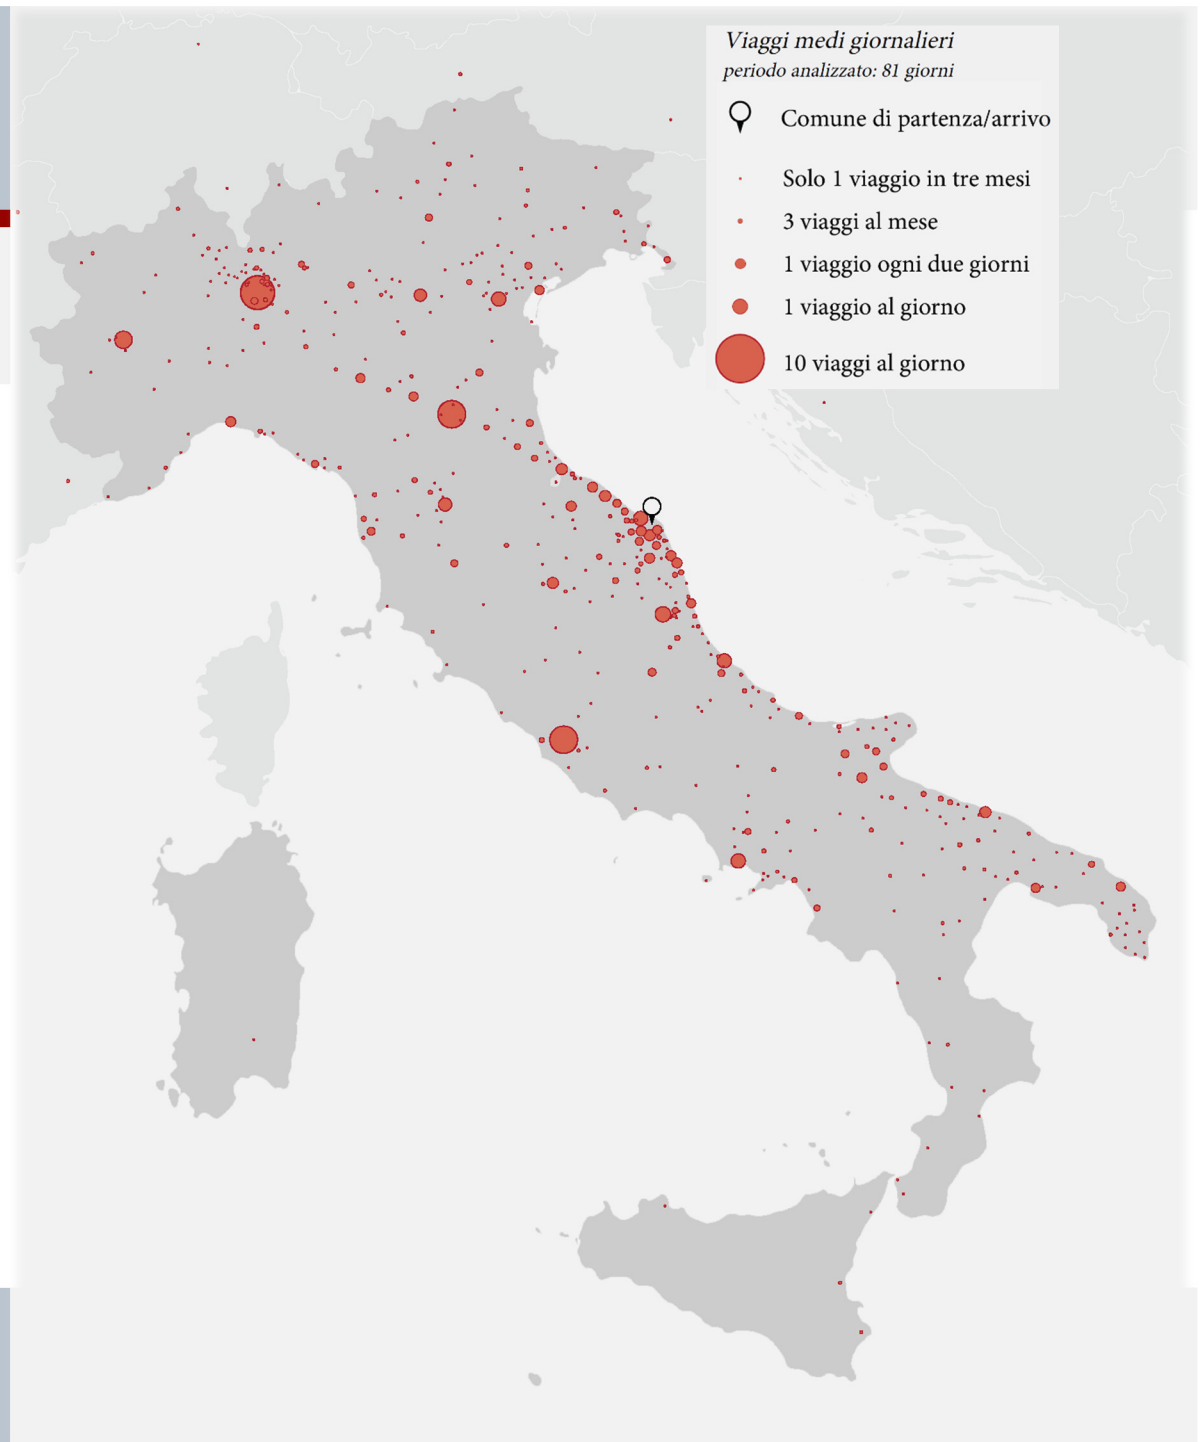 Viaggi medi giornalieri
periodo analizzato: 81 giorni
Comune di partenza/arrivo
Solo 1 viaggio in tre mesi
3 viaggi al mese
1 viaggio ogni due giorni
1 viaggio al giorno
10 viaggi al giorno